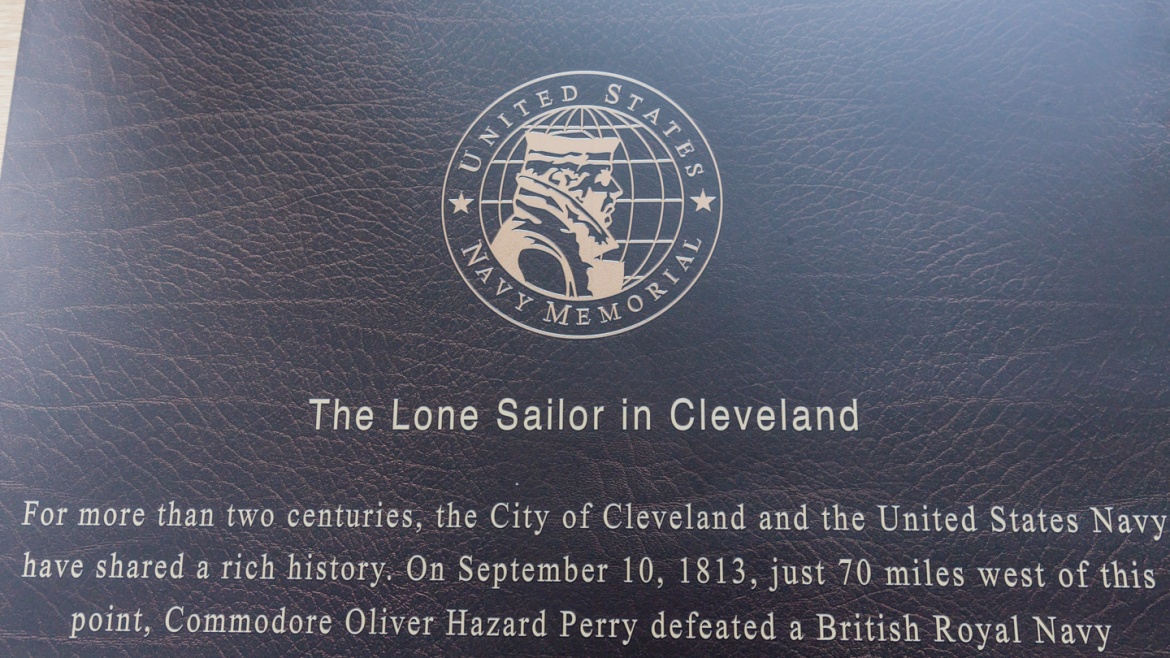 UNITED STATES
NAVY MEMORIAL
The Lone Sailor in Cleveland
For more than two centuries, the City of Cleveland and the United States Navy
have shared a rich history. On September 10, 1813, just 70 miles west of this
point, Commodore Oliver Hazard Perry defeated a British Royal Navy